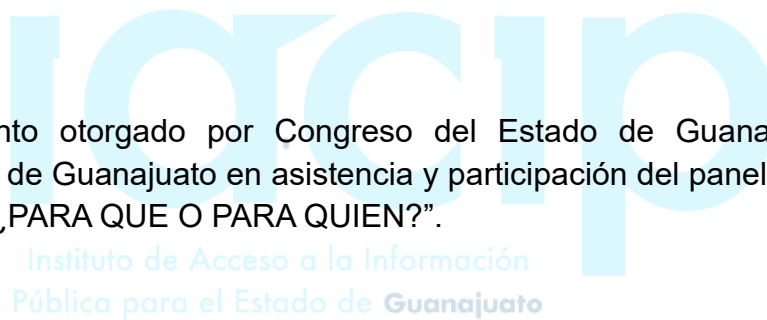 iacip
nto otorgado por Congreso del Estado de Guana
de Guanajuato en asistencia y participación del panel
¿PARA QUE O PARA QUIEN?”.
Instituto de Acceso a la Información
Pública para el Estado de Guanajuato